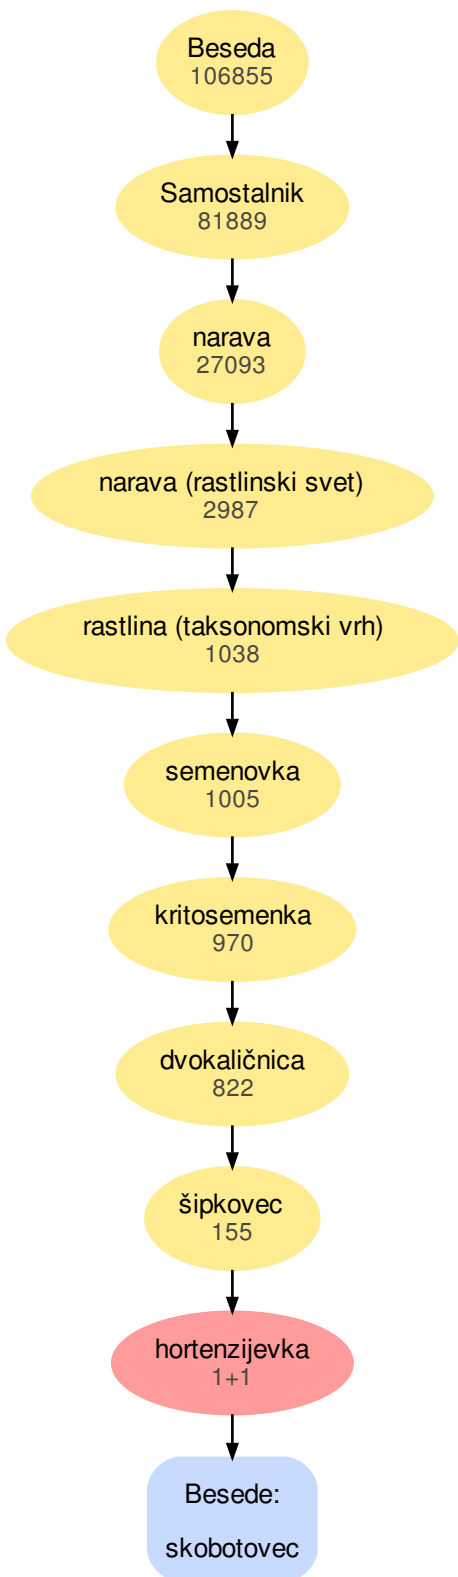 Beseda
106855
Samostalnik
81889
narava
27093
narava (rastlinski svet)
2987
rastlina (taksonomski vrh)
1038
semenovka
1005
kritosemenka
970
dvokaličnica
822
šipkovec
155
hortenzijevka
1+1
Besede:
skobotovec